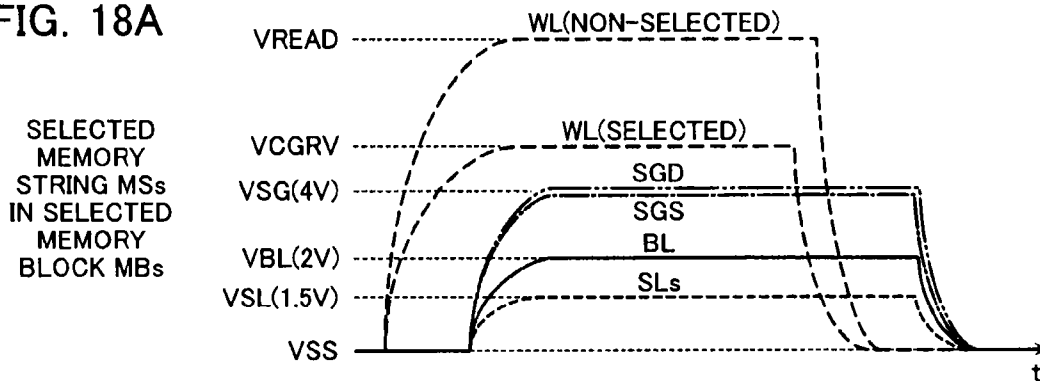 FIG. 18A
SELECTED
MEMORY
STRING MSs
IN SELECTED
MEMORY
BLOCK MBs
VREAD
VCGRV
VSG(4V)
VBL(2V)
VSL(1.5V)
VSS
WL(NON-SELECTED)
WL(SELECTED)
SGD
SGS
BL
SLs
t